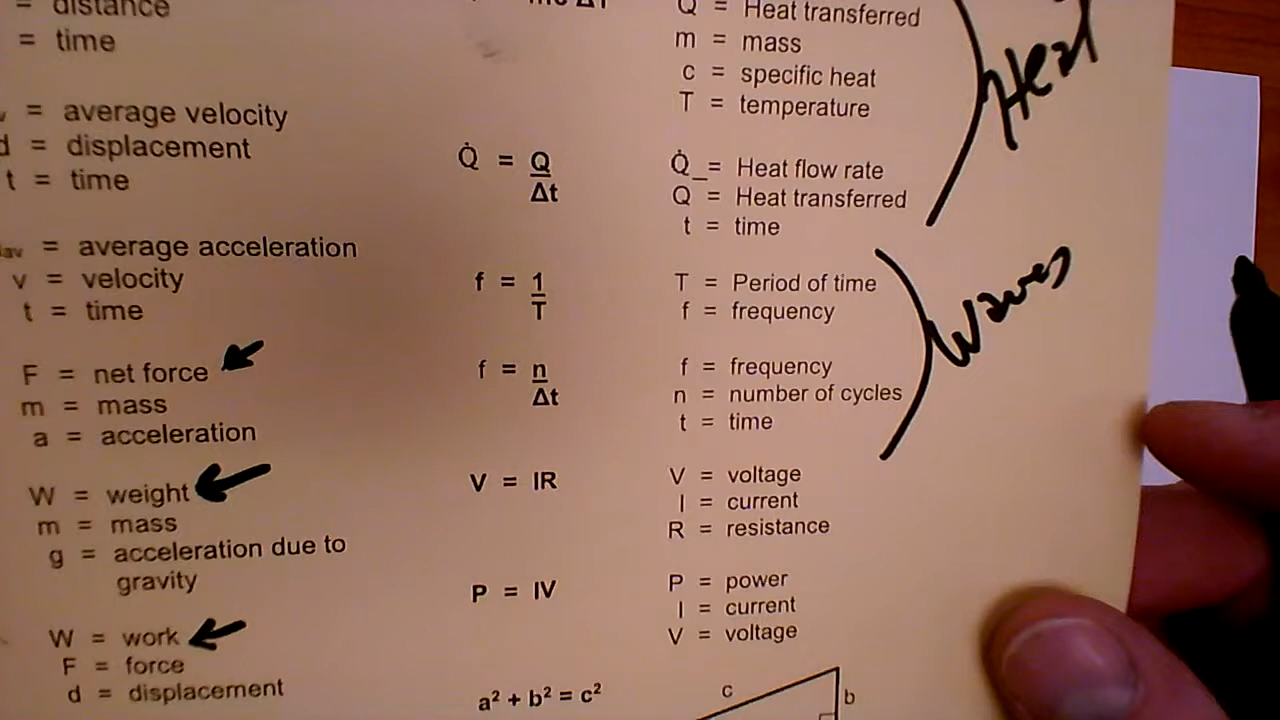 = distance
= time
= average velocity
d = displacement
t = time
av = average acceleration
v = velocity
t = time
F = net force
m = mass
a = acceleration
W = weight
m = mass
g = acceleration due to
gravity
W = work
F = force
d = displacement
Q̇ = Q
Δt
f = 1
T
f = n
Δt
V = IR
P = IV
a² + b² = c²
Q = Heat transferred
m = mass
c = specific heat
T = temperature
Q̇ = Heat flow rate
Q = Heat transferred
t = time
T = Period of time
f = frequency
f = frequency
n = number of cycles
t = time
V = voltage
I = current
R = resistance
P = power
I = current
V = voltage
c
b
Heat
Waves